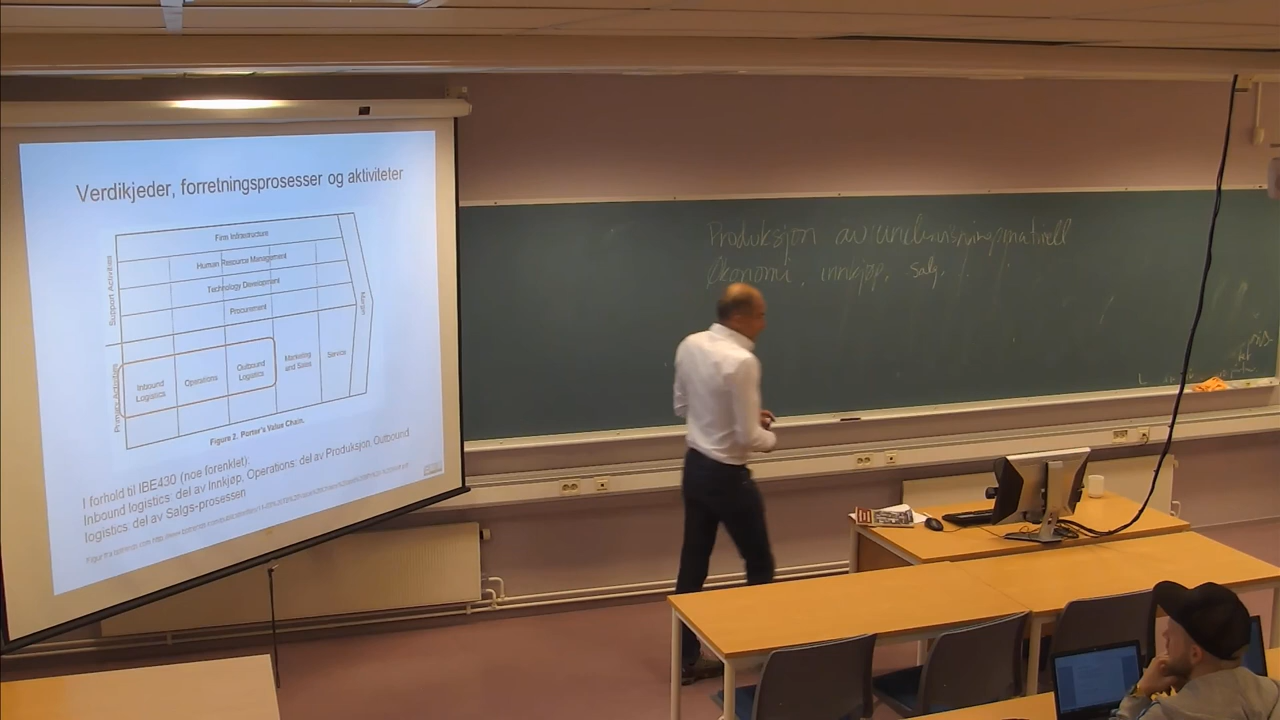 Verdikjeder, forretningsprosesser og aktiviteter
Support Activities
Firm Infrastructure
Human Resource Management
Technology Development
Procurement
Margin
Primary Activities
Inbound Logistics
Operations
Outbound Logistics
Marketing and Sales
Service
Figure 2. Porter's Value Chain.
I forhold til IBE430 (noe forenklet):
Inbound logistics: del av Innkjøp, Operations: del av Produksjon, Outbound
logistics: del av Salgs-prosessen
Produksjon av undervisningsmateriell
Økonomi, innkjøp, salg,